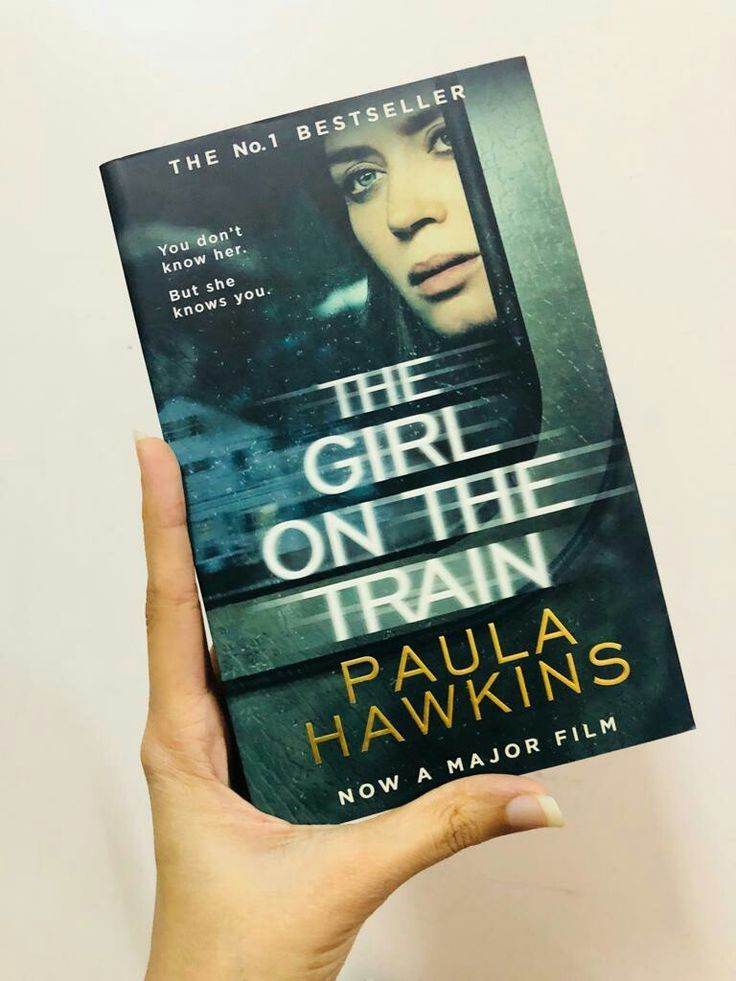 THE No.1 BESTSELLER
You don't
know her.
But she
knows you.
THE
GIRL
ON THE
TRAIN
PAULA
HAWKINS
NOW A MAJOR FILM